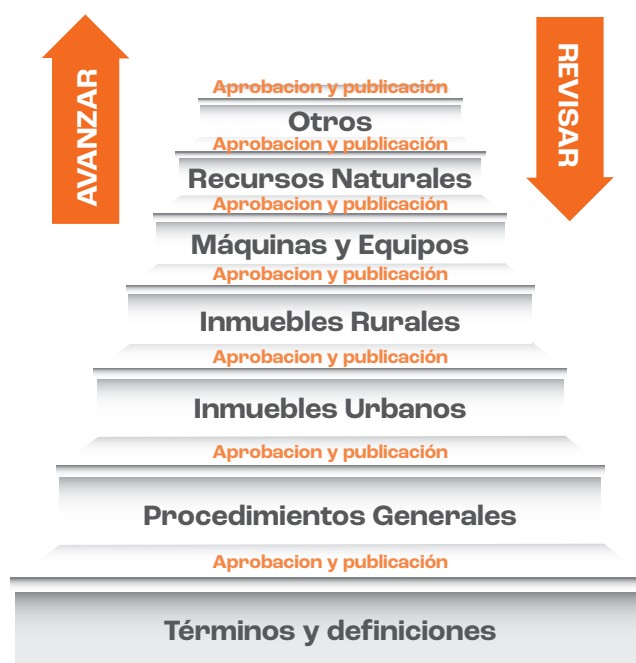 AVANZAR
REVISAR
Aprobacion y publicación
Otros
Aprobacion y publicación
Recursos Naturales
Aprobacion y publicación
Máquinas y Equipos
Aprobacion y publicación
Inmuebles Rurales
Aprobacion y publicación
Inmuebles Urbanos
Aprobacion y publicación
Procedimientos Generales
Aprobacion y publicación
Términos y definiciones